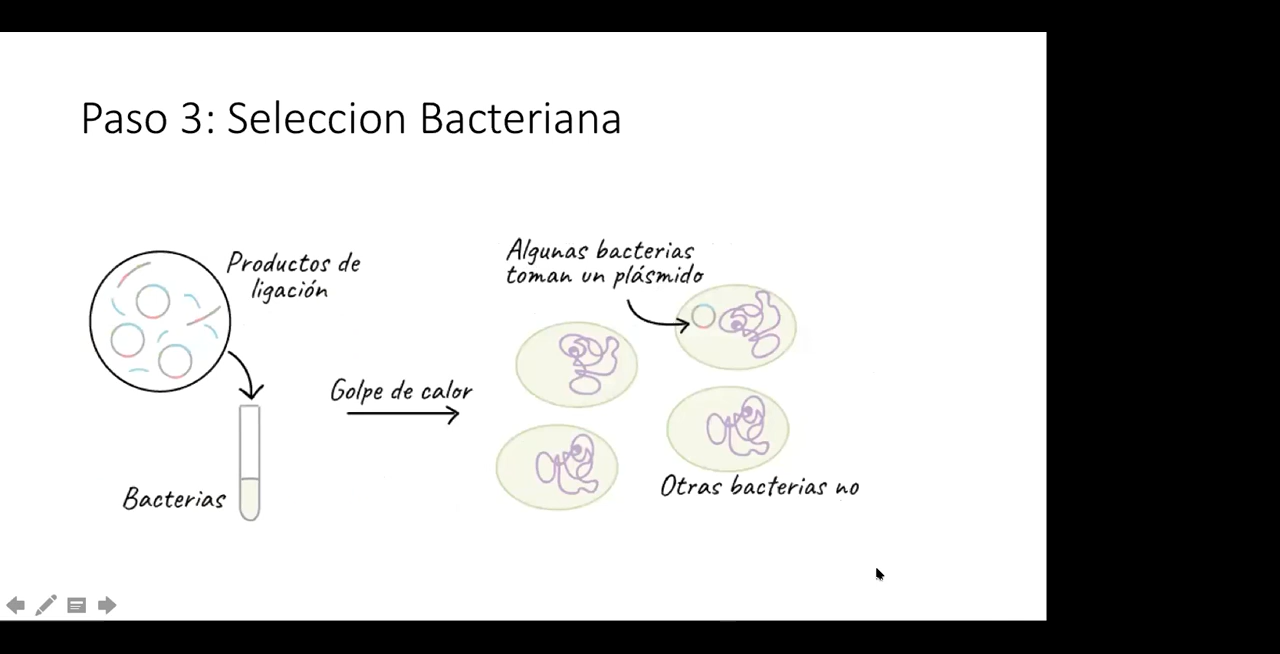 Paso 3: Seleccion Bacteriana
Productos de
ligación
Bacterias
Golpe de calor
Algunas bacterias
toman un plásmido
Otras bacterias no